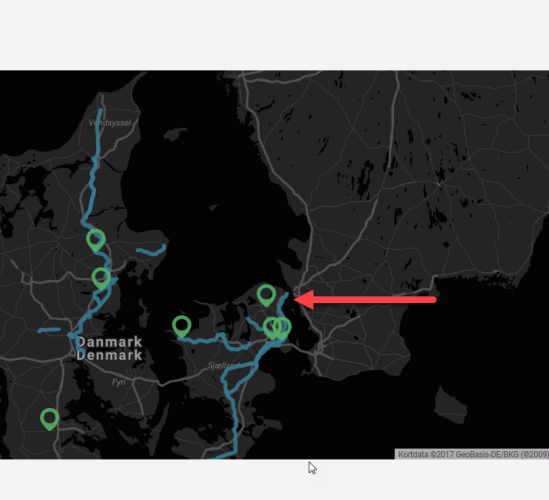 Vendsyssel
Danmark
Denmark
Sjælland
Fyn
Kortdata ©2017 GeoBasis-DE/BKG (©2009)